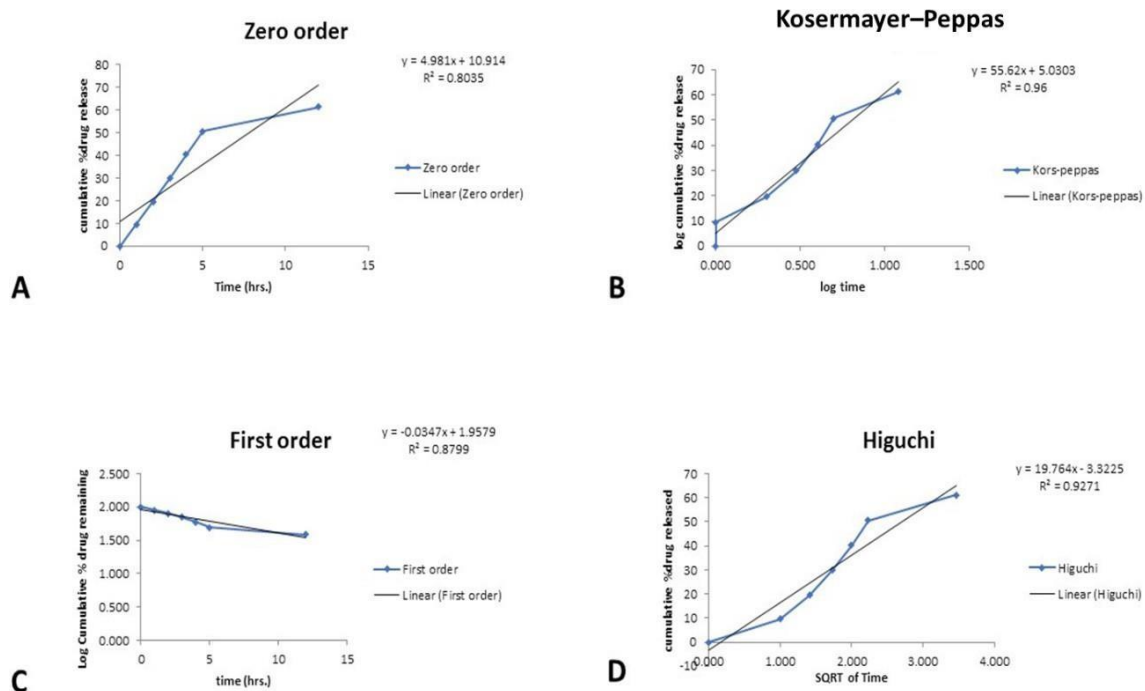 Zero order
y = 4.981x + 10.914
R² = 0.8035
cumulative %drug release
80
70
60
50
40
30
20
10
0
0 5 10 15
Time (hrs.)
Zero order
Linear (Zero order)
A
Kosermayer–Peppas
y = 55.62x + 5.0303
R² = 0.96
log cumulative %drug release
70
60
50
40
30
20
10
0
0.000 0.500 1.000 1.500
log time
Kors-peppas
Linear (Kors-peppas)
B
First order
y = -0.0347x + 1.9579
R² = 0.8799
Log Cumulative % drug remaining
2.500
2.000
1.500
1.000
0.500
0.000
0 5 10 15
time (hrs.)
First order
Linear (First order)
C
Higuchi
y = 19.764x - 3.3225
R² = 0.9271
cumulative %drug released
70
60
50
40
30
20
10
0
-10
0.000 1.000 2.000 3.000 4.000
SQRT of Time
Higuchi
Linear (Higuchi)
D